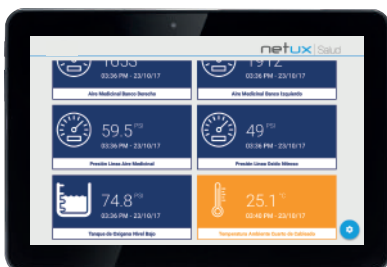 netux Salud
1912
03:36 PM - 23/10/17
03:36 PM - 23/10/17
Aire Medicinal Banco Derecho
Aire Medicinal Banco Izquierdo
59.5 PSI
49 PSI
03:36 PM - 23/10/17
03:36 PM - 23/10/17
Presión Línea Aire Medicinal
Presión Línea Óxido Nitroso
74.8 PSI
25.1 °C
03:36 PM - 23/10/17
03:40 PM - 23/10/17
Tanque de Oxígeno Nivel Bajo
Temperatura Ambiente Cuarto de Gabinete